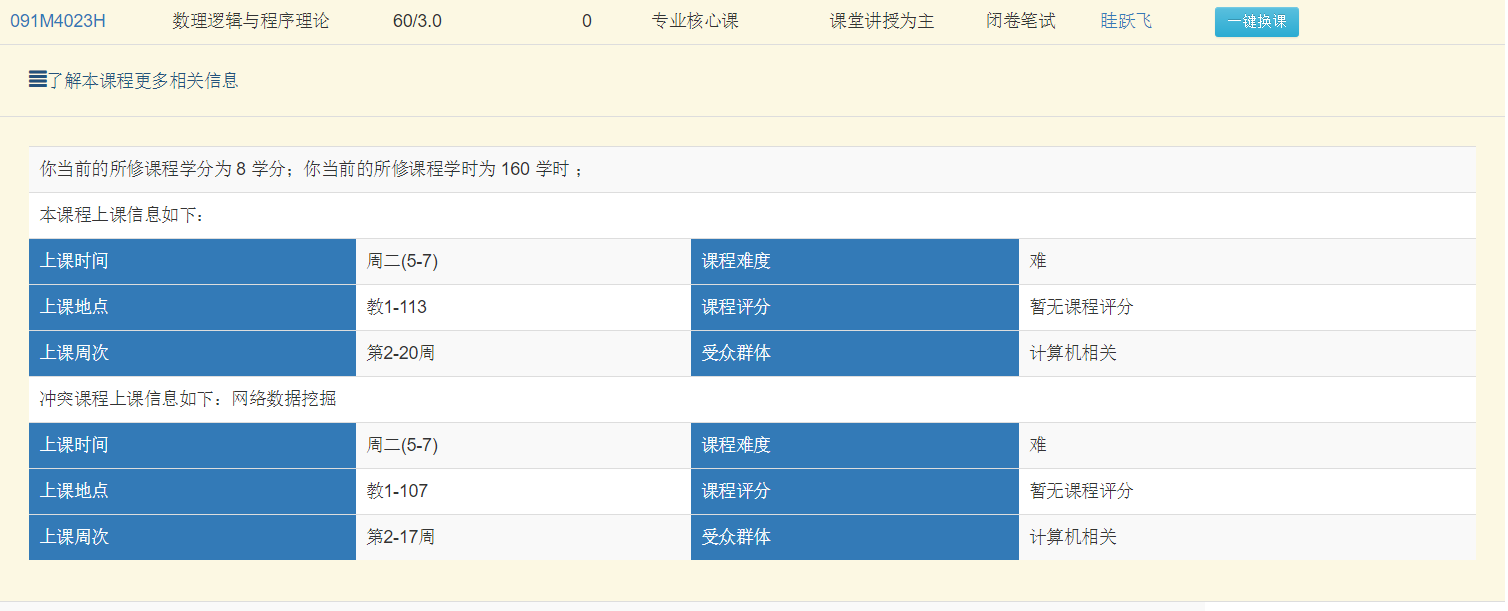 091M4023H 数理逻辑与程序理论 60/3.0 0 专业核心课 课堂讲授为主 闭卷笔试 眭跃飞 一键换课
了解本课程更多相关信息
你当前的所修课程学分为 8 学分；你当前的所修课程学时为 160 学时 ；
本课程上课信息如下：
上课时间 周二(5-7) 课程难度 难
上课地点 教1-113 课程评分 暂无课程评分
上课周次 第2-20周 受众群体 计算机相关
冲突课程上课信息如下：网络数据挖掘
上课时间 周二(5-7) 课程难度 难
上课地点 教1-107 课程评分 暂无课程评分
上课周次 第2-17周 受众群体 计算机相关